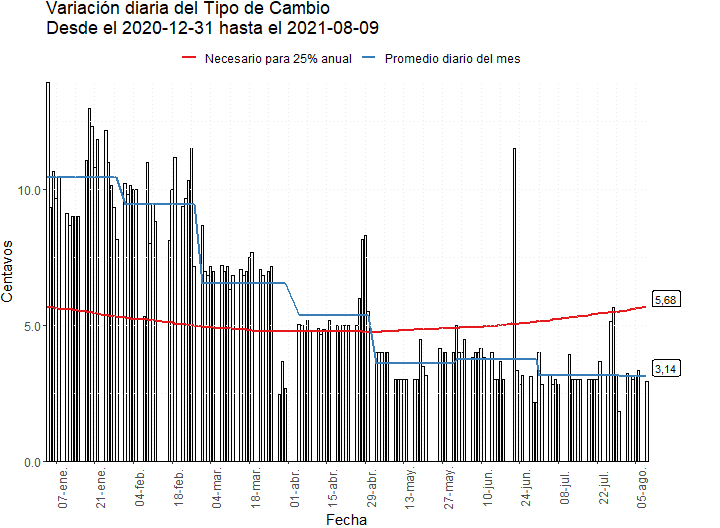 Variación diaria del Tipo de Cambio
Desde el 2020-12-31 hasta el 2021-08-09
Necesario para 25% anual
Promedio diario del mes
Centavos
10.0
5.0
0.0
5,68
3,14
07-ene.
21-ene.
04-feb.
18-feb.
04-mar.
18-mar.
01-abr.
15-abr.
29-abr.
13-may.
27-may.
10-jun.
24-jun.
08-jul.
22-jul.
05-ago.
Fecha